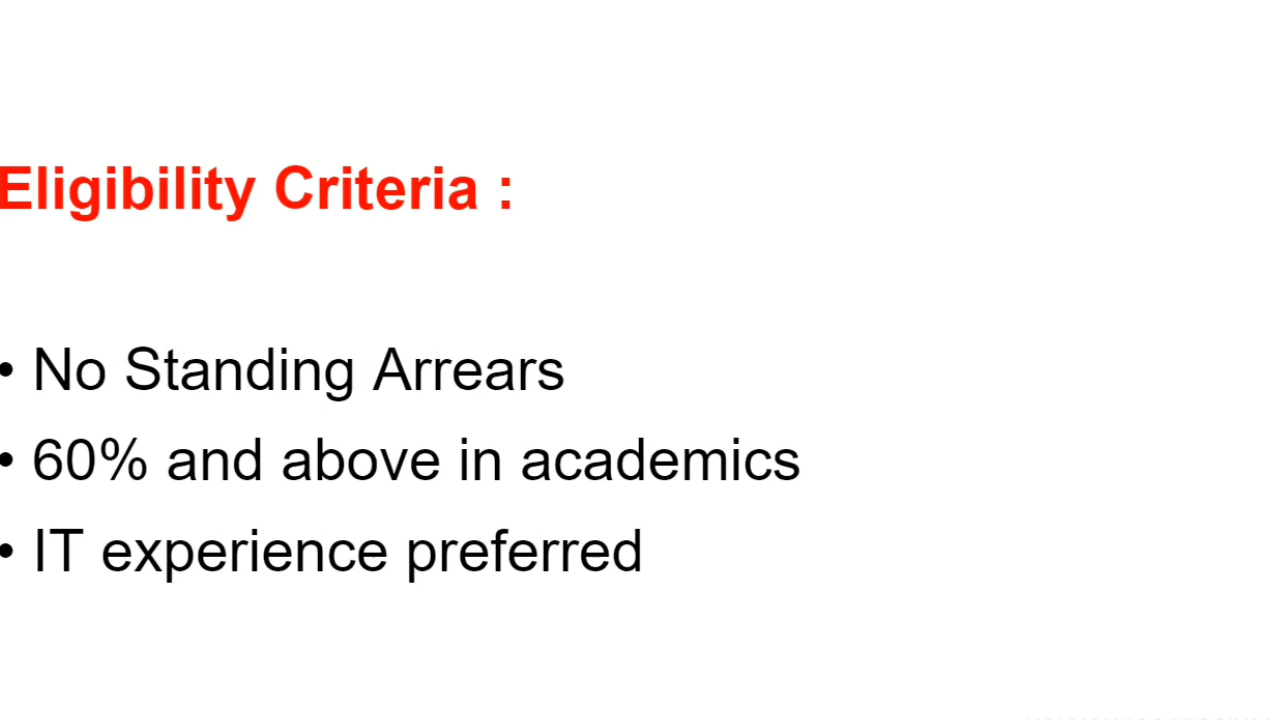 Eligibility Criteria :
• No Standing Arrears
• 60% and above in academics
• IT experience preferred